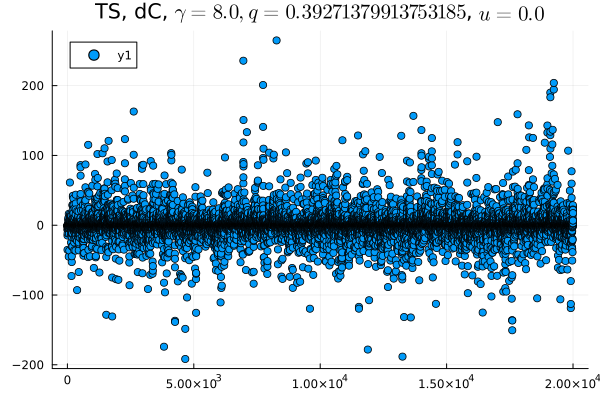 TS, dC, γ = 8.0, q = 0.39271379913753185, u = 0.0
y1
200
100
0
−100
−200
0 5.00×10³ 1.00×10⁴ 1.50×10⁴ 2.00×10⁴